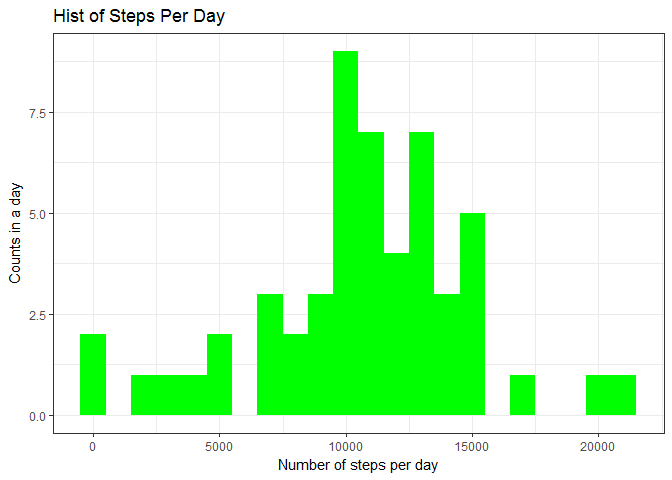 Hist of Steps Per Day
Counts in a day
7.5
5.0
2.5
0.0
0 5000 10000 15000 20000
Number of steps per day